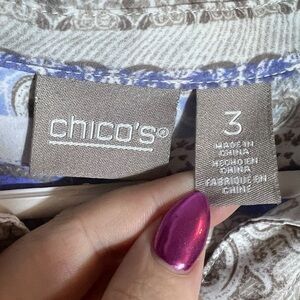 chico's®
3
MADE IN
CHINA
HECHO EN
CHINA
FABRIQUÉ EN
CHINE